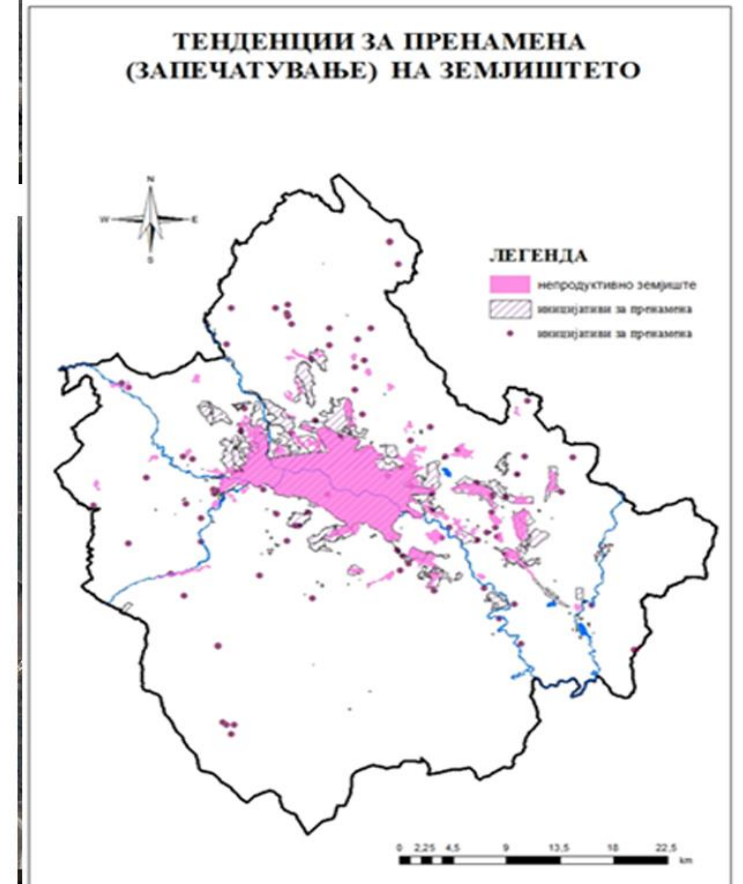 ТЕНДЕНЦИИ ЗА ПРЕНАМЕНА
(ЗАПЕЧАТУВАЊЕ) НА ЗЕМЈИШТЕТО
N
W E
S
ЛЕГЕНДА
непродуктивно земјиште
иницијативи за пренамена
иницијативи за пренамена
0 2,25 4,5 9 13,5 18 22,5
km